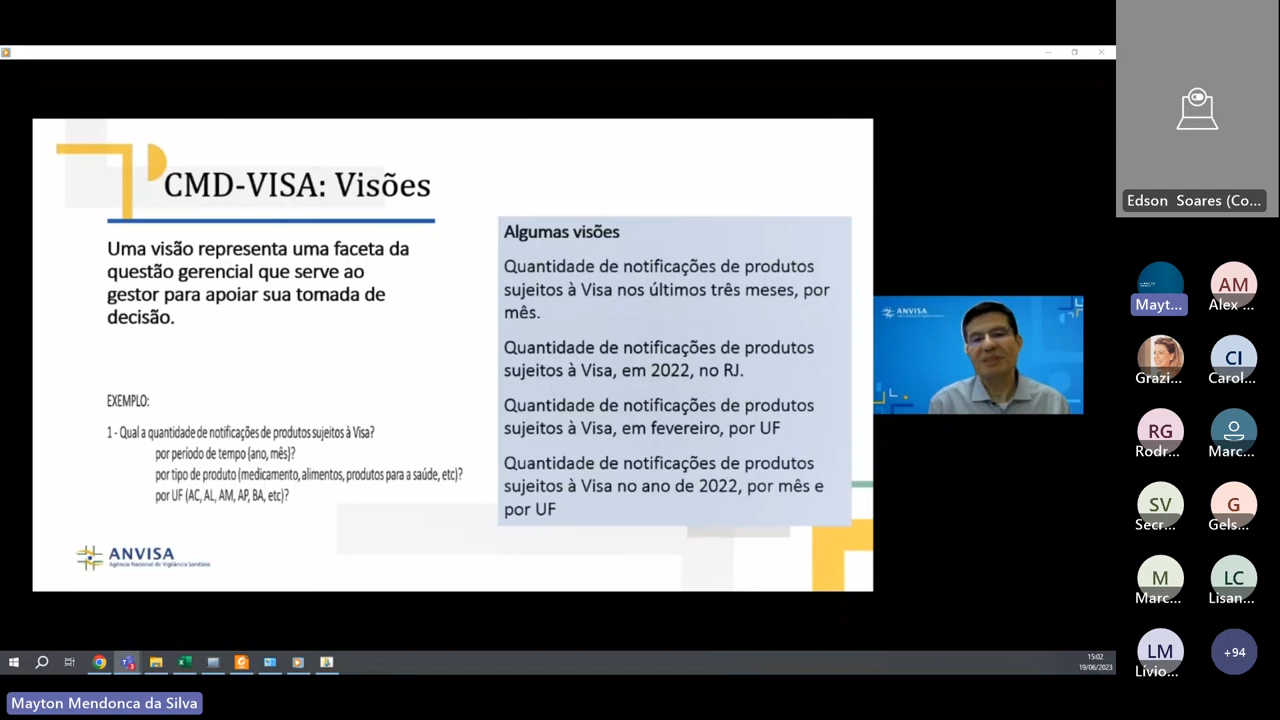 CMD-VISA: Visões
Uma visão representa uma faceta da
questão gerencial que serve ao
gestor para apoiar sua tomada de
decisão.
EXEMPLO:
1 - Qual a quantidade de notificações de produtos sujeitos à Visa?
por período de tempo (ano, mês)?
por tipo de produto (medicamento, alimentos, produtos para a saúde, etc)?
por UF (AC, AL, AM, AP, BA, etc)?
ANVISA
Agência Nacional de Vigilância Sanitária
Algumas visões
Quantidade de notificações de produtos
sujeitos à Visa nos últimos três meses, por
mês.
Quantidade de notificações de produtos
sujeitos à Visa, em 2022, no RJ.
Quantidade de notificações de produtos
sujeitos à Visa, em fevereiro, por UF
Quantidade de notificações de produtos
sujeitos à Visa no ano de 2022, por mês e
por UF
ANVISA
Edson Soares (Co...
Mayt...
AM
Alex ...
Grazi...
CI
Carol...
RG
Rodr...
Marc...
SV
Secr...
G
Gels...
M
Marc...
LC
Lisan...
LM
Lívio...
+94
15:02
19/06/2023
Mayton Mendonca da Silva